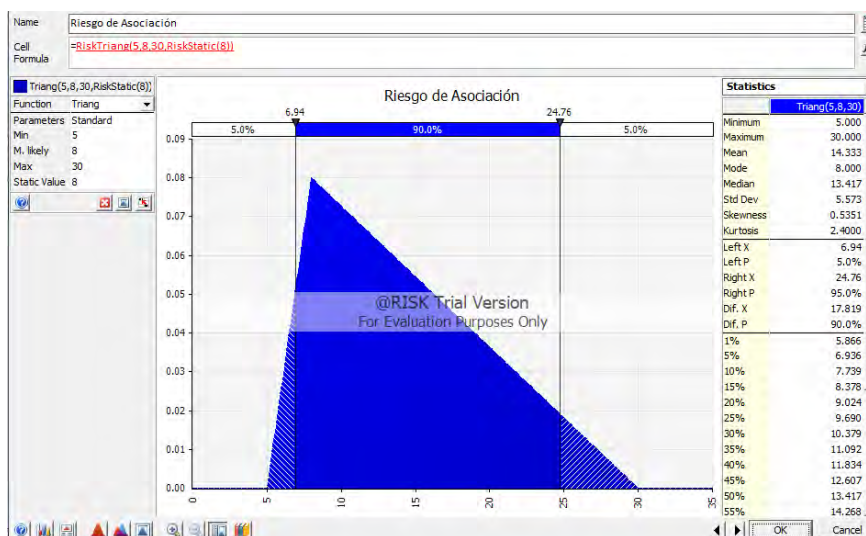 Name Riesgo de Asociación
Cell Formula =RiskTriang(5,8,30,RiskStatic(8))
Triang(5,8,30,RiskStatic(8))
Function Triang
Parameters Standard
Min 5
M. likely 8
Max 30
Static Value 8
Riesgo de Asociación
6.94 24.76
5.0% 90.0% 5.0%
0.09
0.08
0.07
0.06
0.05
0.04
0.03
0.02
0.01
0.00
0 5 10 15 20 25 30 35
@RISK Trial Version
For Evaluation Purposes Only
Statistics
Triang(5,8,30)
Minimum 5.000
Maximum 30.000
Mean 14.333
Mode 8.000
Median 13.417
Std Dev 5.573
Skewness 0.5351
Kurtosis 2.4000
Left X 6.94
Left P 5.0%
Right X 24.76
Right P 95.0%
Dif. X 17.819
Dif. P 90.0%
1% 5.866
5% 6.936
10% 7.739
15% 8.378
20% 9.024
25% 9.690
30% 10.379
35% 11.092
40% 11.834
45% 12.607
50% 13.417
55% 14.268
OK Cancel